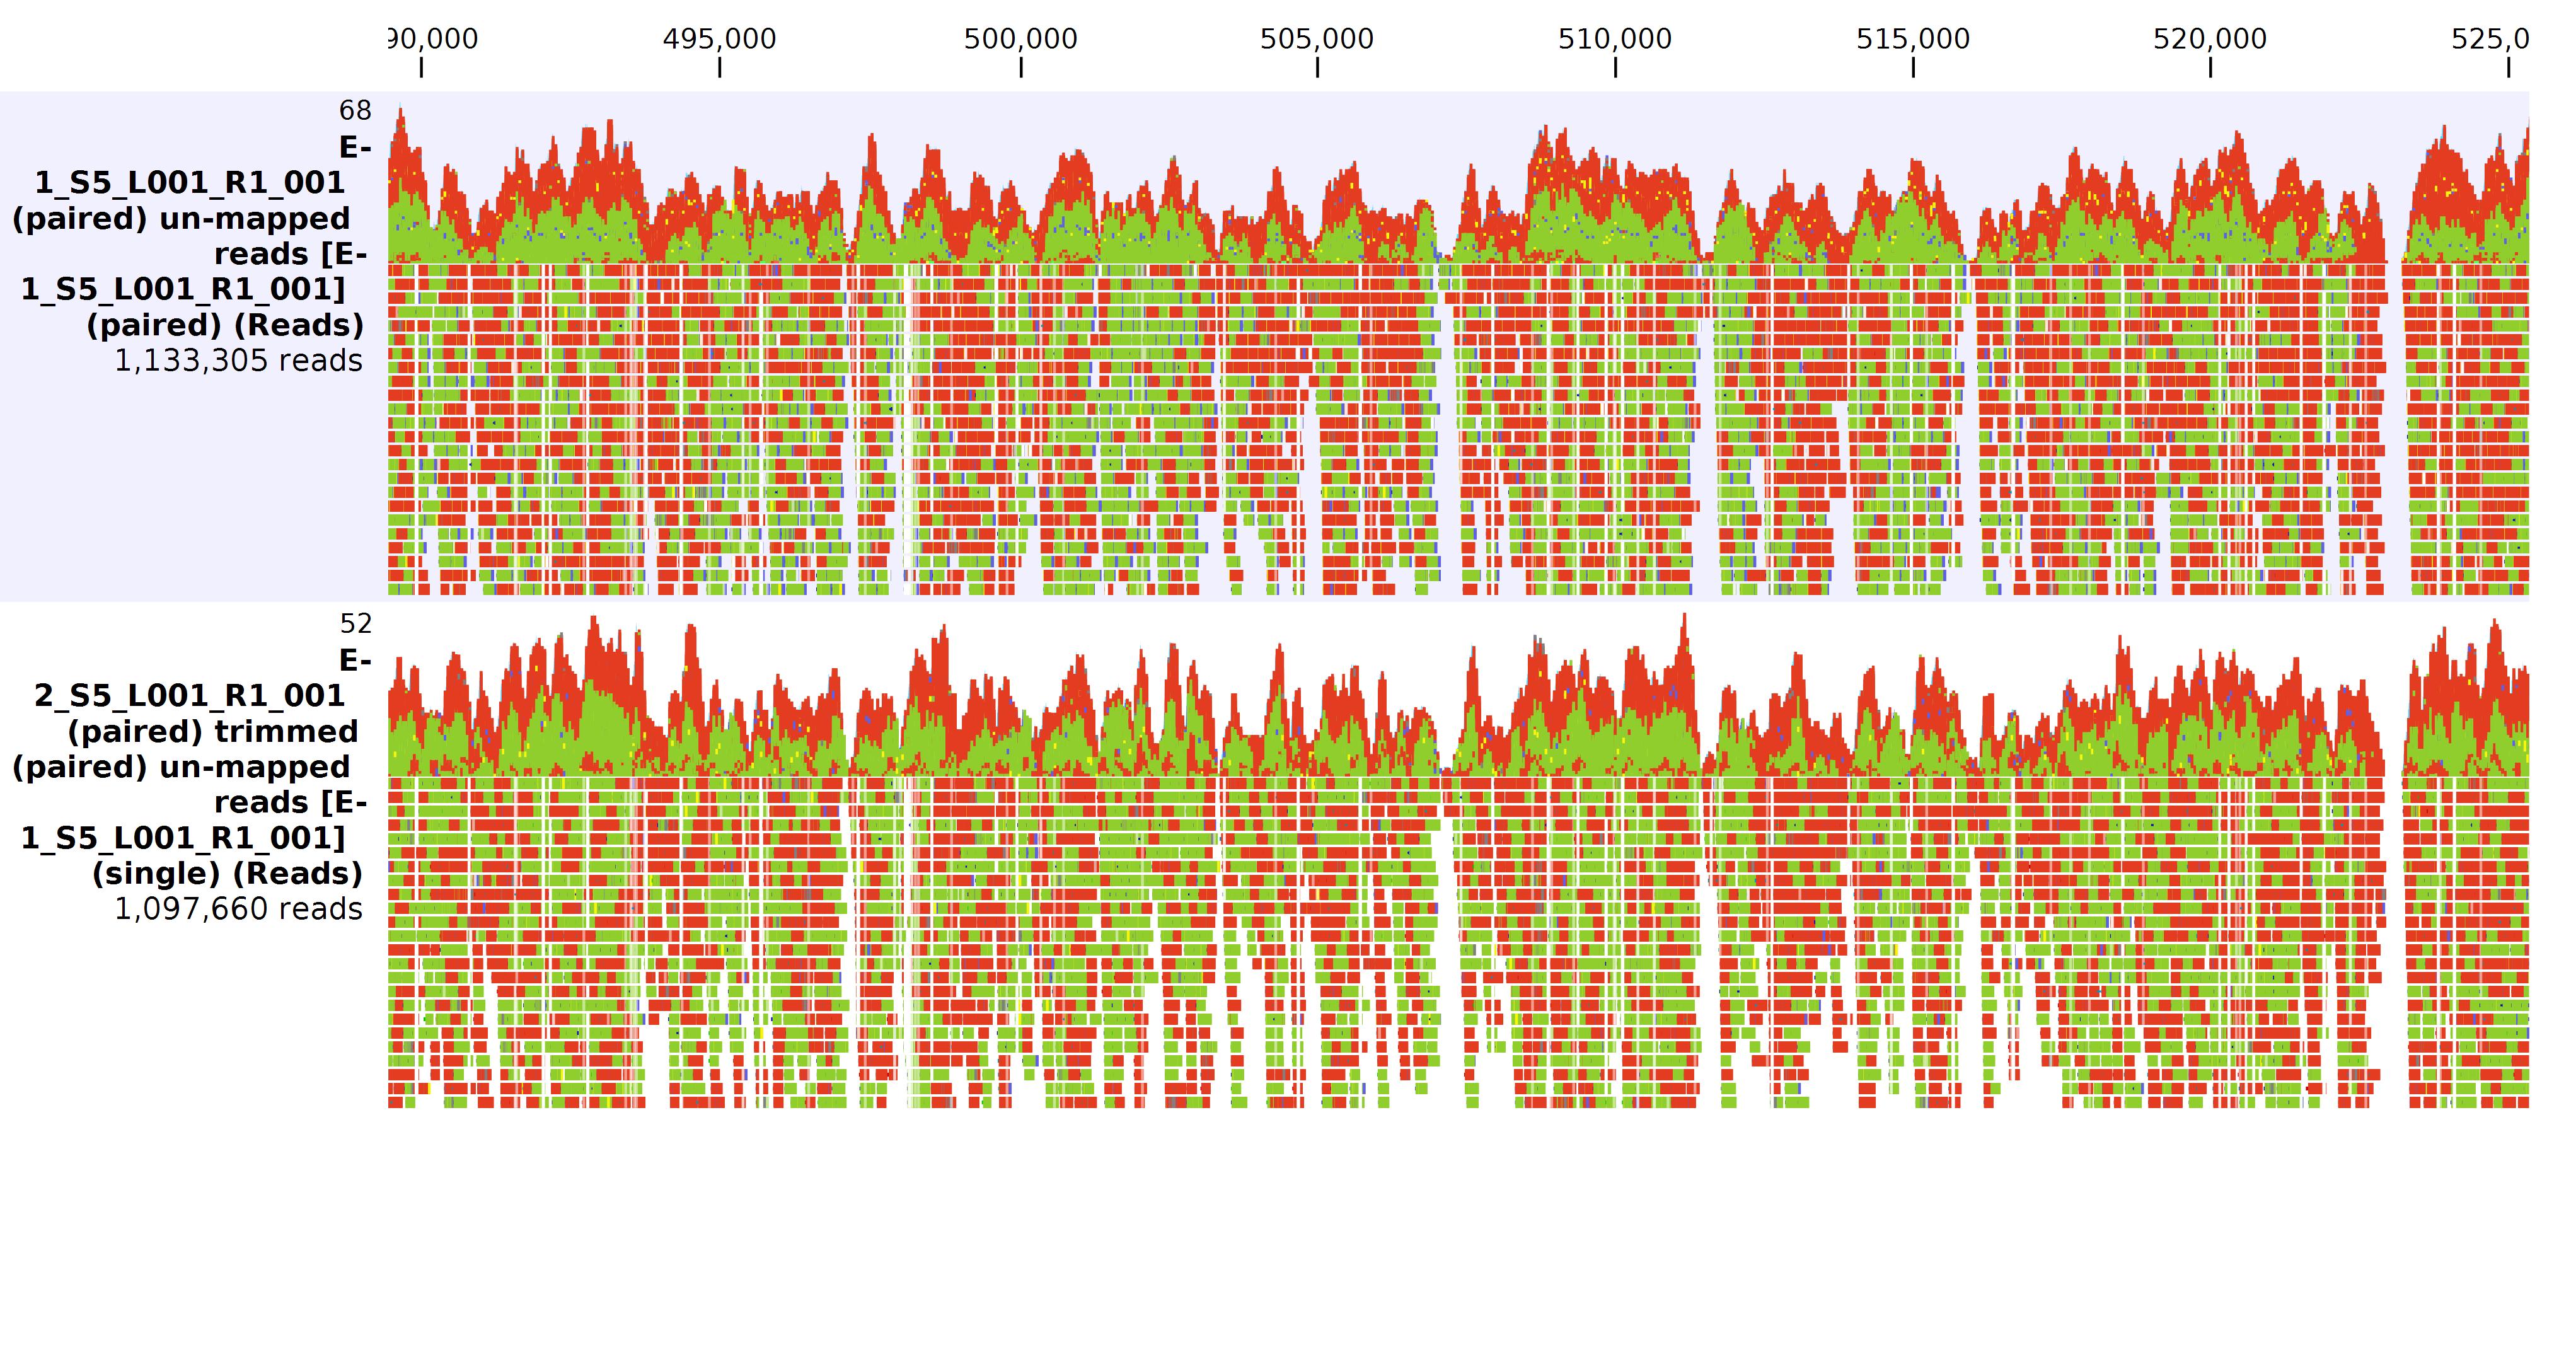 90,000 495,000 500,000 505,000 510,000 515,000 520,000 525,0
68
E-
1_S5_L001_R1_001
(paired) un-mapped
reads [E-
1_S5_L001_R1_001]
(paired) (Reads)
1,133,305 reads
52
E-
2_S5_L001_R1_001
(paired) trimmed
(paired) un-mapped
reads [E-
1_S5_L001_R1_001]
(single) (Reads)
1,097,660 reads